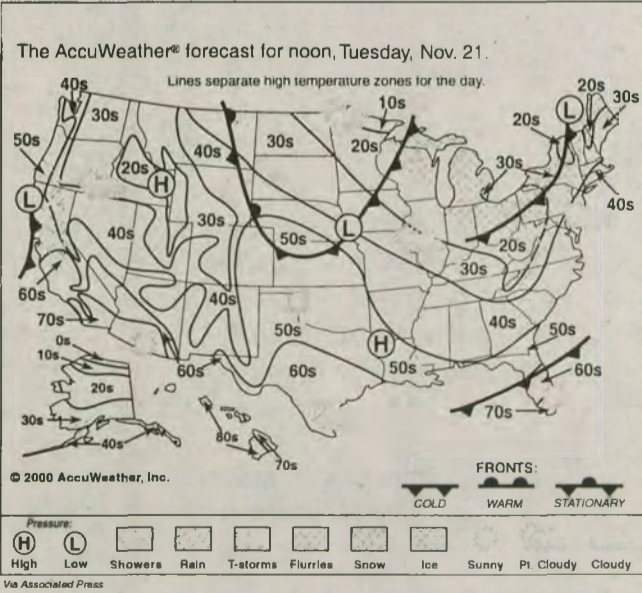 The AccuWeather® forecast for noon, Tuesday, Nov. 21.
Lines separate high temperature zones for the day.
40s
30s
50s
20s
H
L
40s
30s
40s
30s
10s
20s
L
20s
20s
30s
30s
40s
60s
70s
40s
50s
L
20s
30s
40s
50s
H
50s
50s
60s
70s
60s
60s
0s
10s
20s
30s
40s
80s
70s
© 2000 AccuWeather, Inc.
FRONTS:
COLD WARM STATIONARY
Pressure:
H L
High Low Showers Rain T-storms Flurries Snow Ice Sunny Pt. Cloudy Cloudy
Via Associated Press